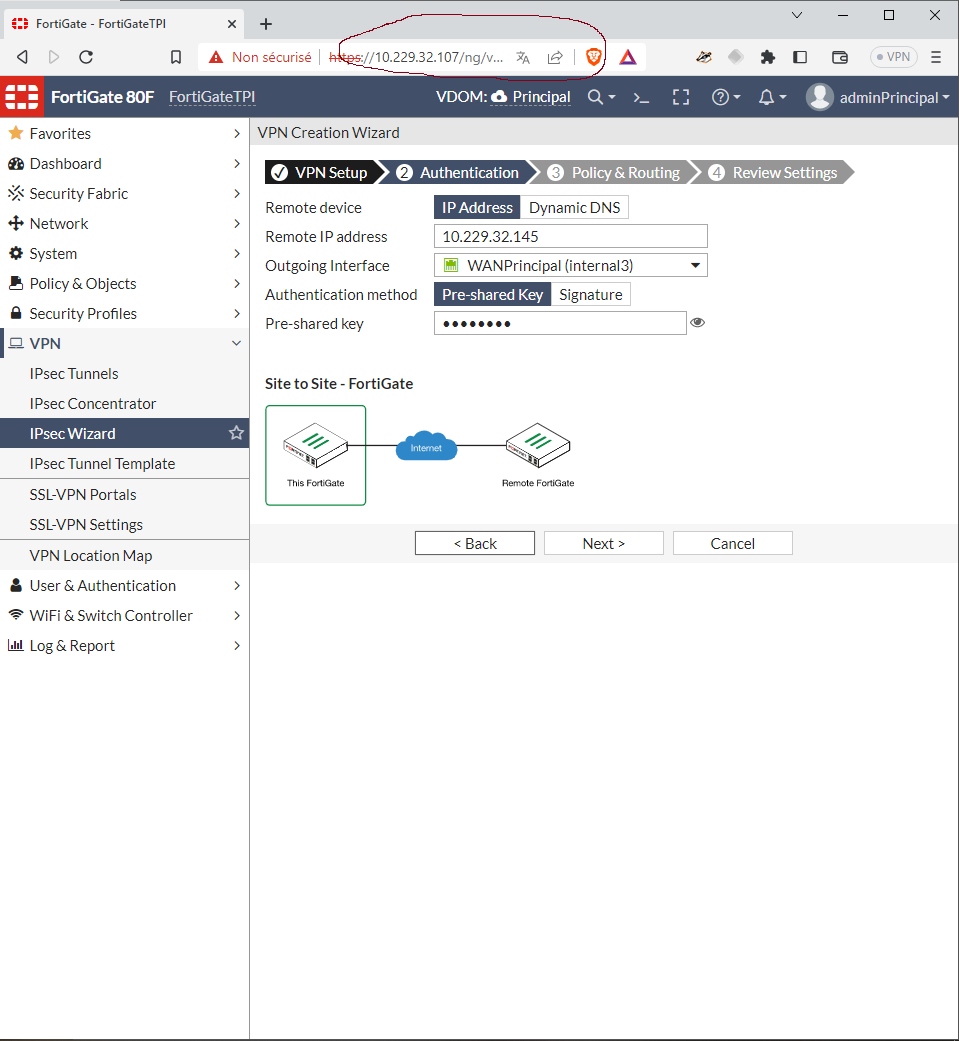 FortiGate - FortiGateTPI
Non sécurisé https://10.229.32.107/ng/v... VPN
FortiGate 80F FortiGateTPI VDOM: Principal adminPrincipal
Favorites
Dashboard
Security Fabric
Network
System
Policy & Objects
Security Profiles
VPN
IPsec Tunnels
IPsec Concentrator
IPsec Wizard
IPsec Tunnel Template
SSL-VPN Portals
SSL-VPN Settings
VPN Location Map
User & Authentication
WiFi & Switch Controller
Log & Report
VPN Creation Wizard
VPN Setup 2 Authentication 3 Policy & Routing 4 Review Settings
Remote device IP Address Dynamic DNS
Remote IP address 10.229.32.145
Outgoing Interface WANPrincipal (internal3)
Authentication method Pre-shared Key Signature
Pre-shared key ••••••••
Site to Site - FortiGate
Internet
This FortiGate Remote FortiGate
< Back Next > Cancel